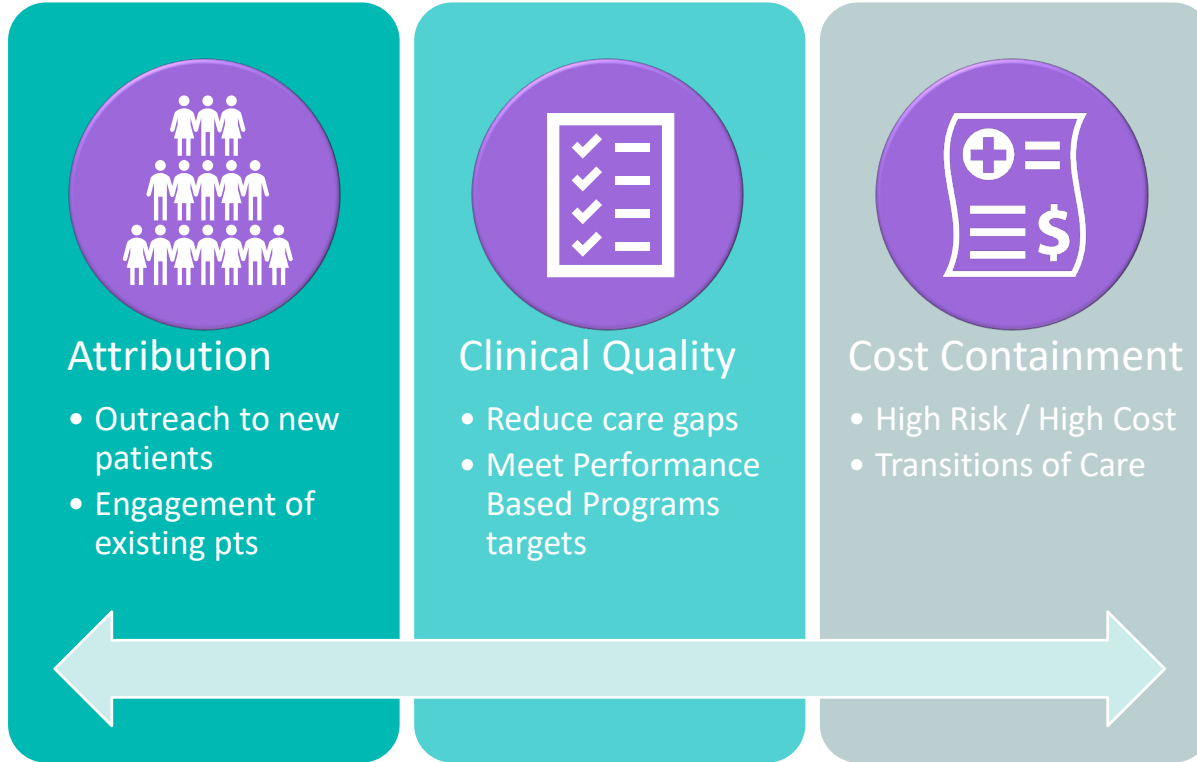 Attribution
• Outreach to new
patients
• Engagement of
existing pts
Clinical Quality
• Reduce care gaps
• Meet Performance
Based Programs
targets
Cost Containment
• High Risk / High Cost
• Transitions of Care
$